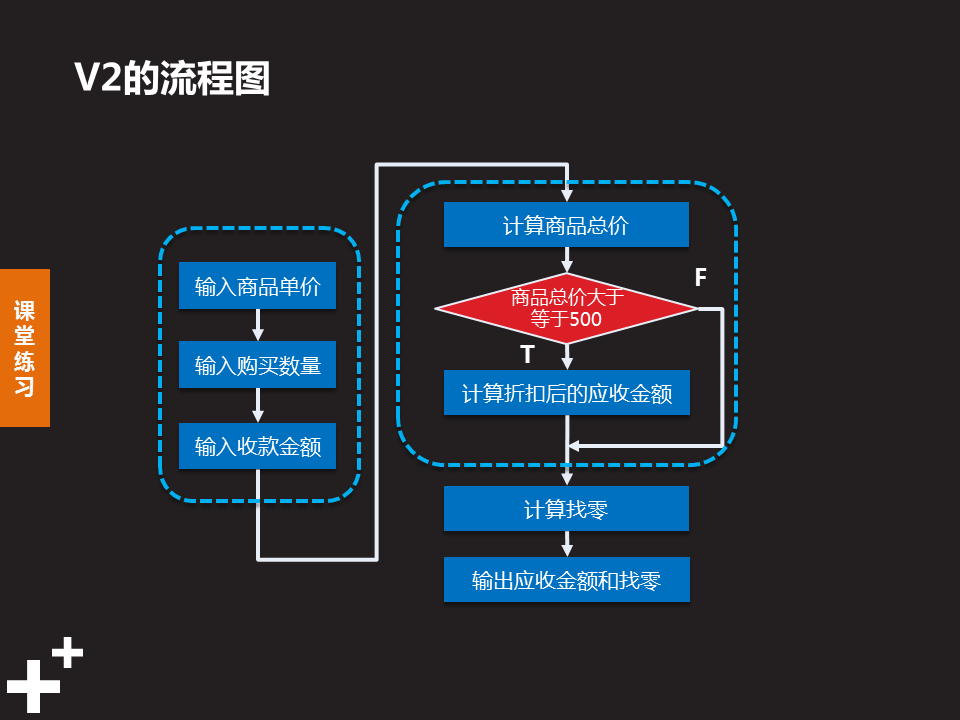 V2的流程图
课
堂
练
习
输入商品单价
输入购买数量
输入收款金额
计算商品总价
商品总价大于
等于500
F
T
计算折扣后的应收金额
计算找零
输出应收金额和找零